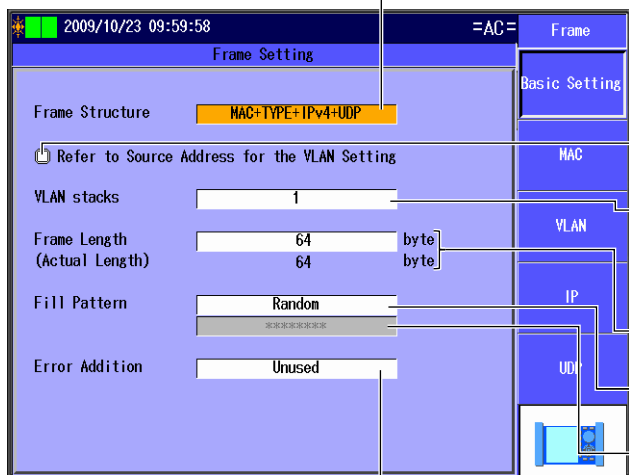 2009/10/23 09:59:58
=AC=
Frame
Frame Setting
Basic Setting
Frame Structure
MAC+TYPE+IPv4+UDP
Refer to Source Address for the VLAN Setting
MAC
VLAN stacks
1
VLAN
Frame Length
64
byte
(Actual Length)
64
byte
IP
Fill Pattern
Random
********
Error Addition
Unused
UDP